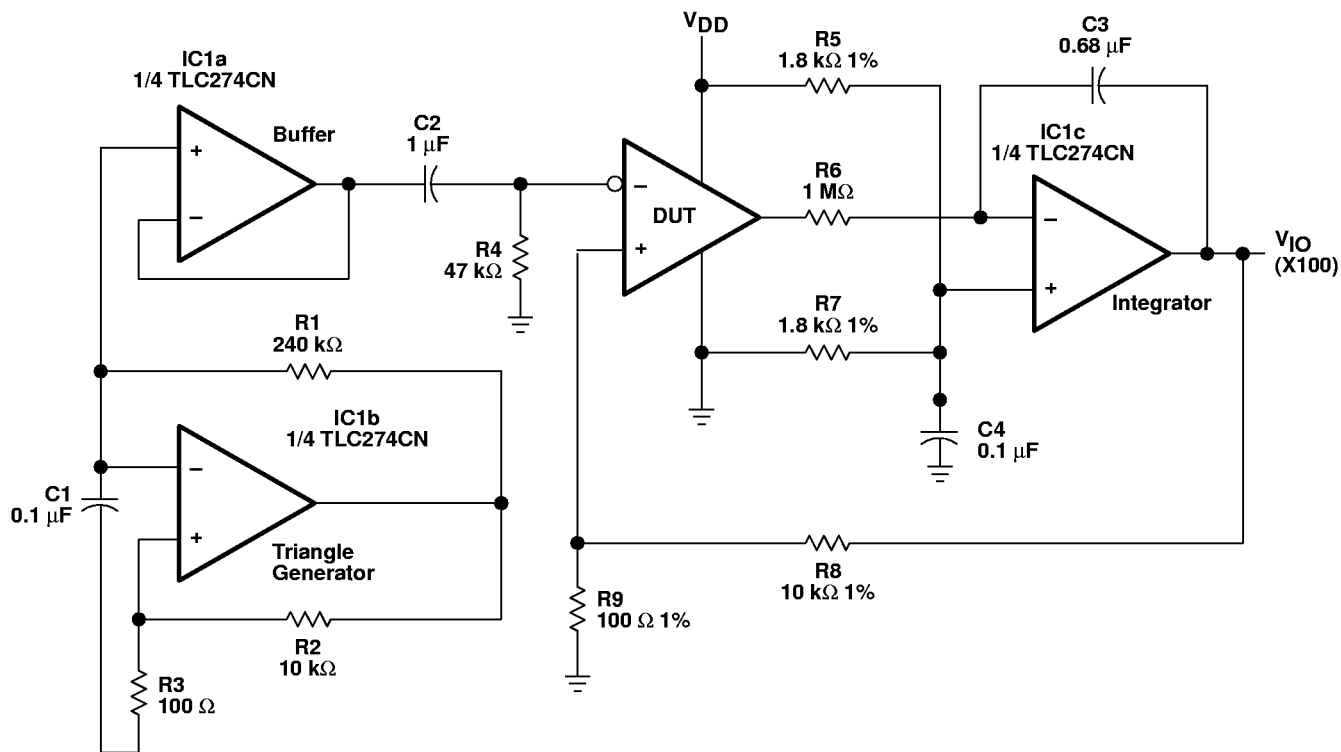 IC1a
1/4 TLC274CN
+
−
Buffer
C2
1 μF
R4
47 kΩ
VDD
−
+
DUT
R5
1.8 kΩ 1%
R6
1 MΩ
R7
1.8 kΩ 1%
C3
0.68 μF
IC1c
1/4 TLC274CN
−
+
Integrator
VIO
(X100)
C4
0.1 μF
R1
240 kΩ
IC1b
1/4 TLC274CN
C1
0.1 μF
−
+
Triangle
Generator
R2
10 kΩ
R3
100 Ω
R8
10 kΩ 1%
R9
100 Ω 1%